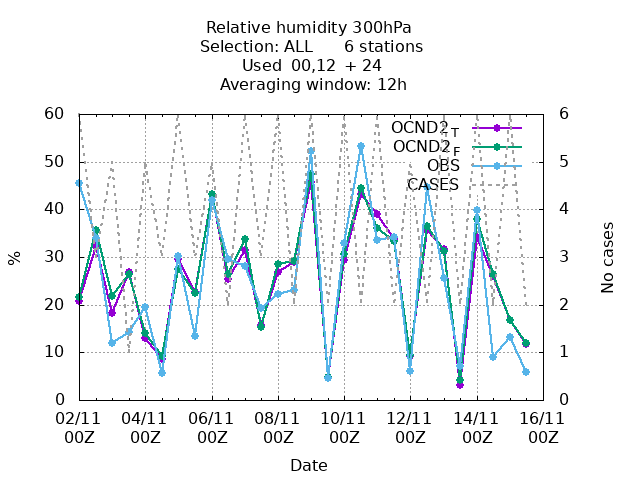 Relative humidity 300hPa
Selection: ALL 6 stations
Used 00,12 + 24
Averaging window: 12h
60 6
OCND2_T
50 5
OCND2_F
OBS
CASES
40 4
30 3
% No cases
20 2
10 1
0 0
02/11 04/11 06/11 08/11 10/11 12/11 14/11 16/11
00Z 00Z 00Z 00Z 00Z 00Z 00Z 00Z
Date